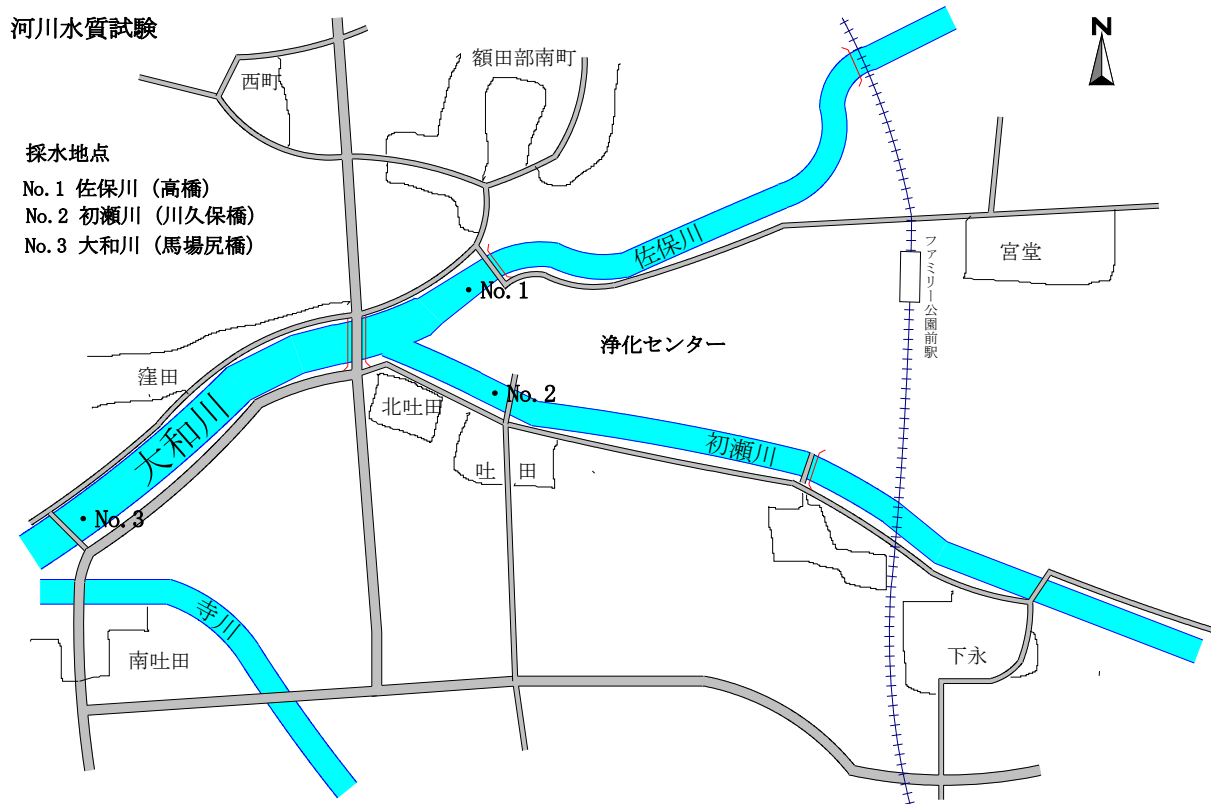 河川水質試験
N
額田部南町
西町
採水地点
No.1 佐保川 (高橋)
No.2 初瀬川 (川久保橋)
No.3 大和川 (馬場尻橋)
佐保川
宮堂
ファミリー公園前駅
No.1
浄化センター
窪田
No.2
北吐田
大和川
初瀬川
吐 田
No.3
寺川
南吐田
下永